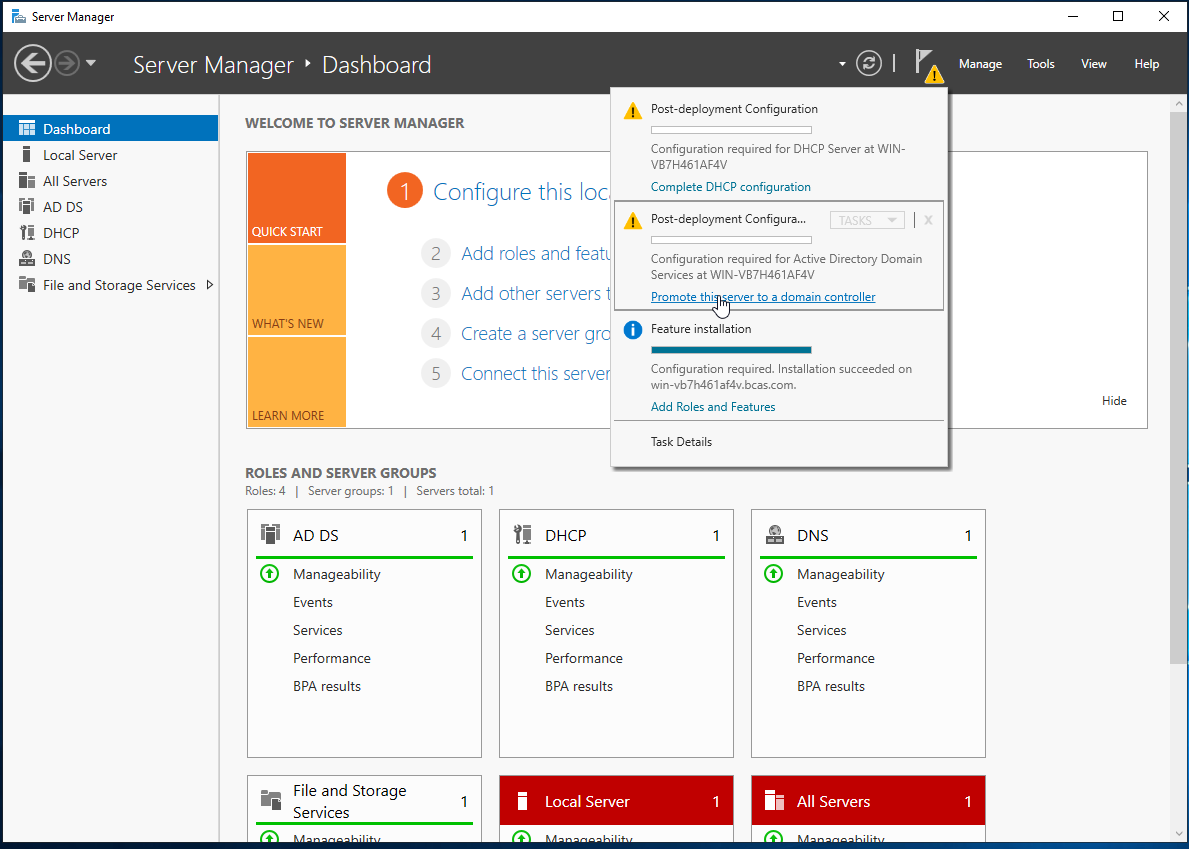 Server Manager
Server Manager ‣ Dashboard
Manage Tools View Help
Dashboard
Local Server
All Servers
AD DS
DHCP
DNS
File and Storage Services
WELCOME TO SERVER MANAGER
QUICK START
WHAT'S NEW
LEARN MORE
1 Configure this loc
2 Add roles and featu
3 Add other servers t
4 Create a server gro
5 Connect this server
Hide
Post-deployment Configuration
Configuration required for DHCP Server at WIN-
VB7H461AF4V
Complete DHCP configuration
Post-deployment Configura... TASKS X
Configuration required for Active Directory Domain
Services at WIN-VB7H461AF4V
Promote this server to a domain controller
Feature installation
Configuration required. Installation succeeded on
win-vb7h461af4v.bcas.com.
Add Roles and Features
Task Details
ROLES AND SERVER GROUPS
Roles: 4 | Server groups: 1 | Servers total: 1
AD DS 1
Manageability
Events
Services
Performance
BPA results
DHCP 1
Manageability
Events
Services
Performance
BPA results
DNS 1
Manageability
Events
Services
Performance
BPA results
File and Storage
Services 1
Manageability
Local Server 1
Manageability
All Servers 1
Manageability